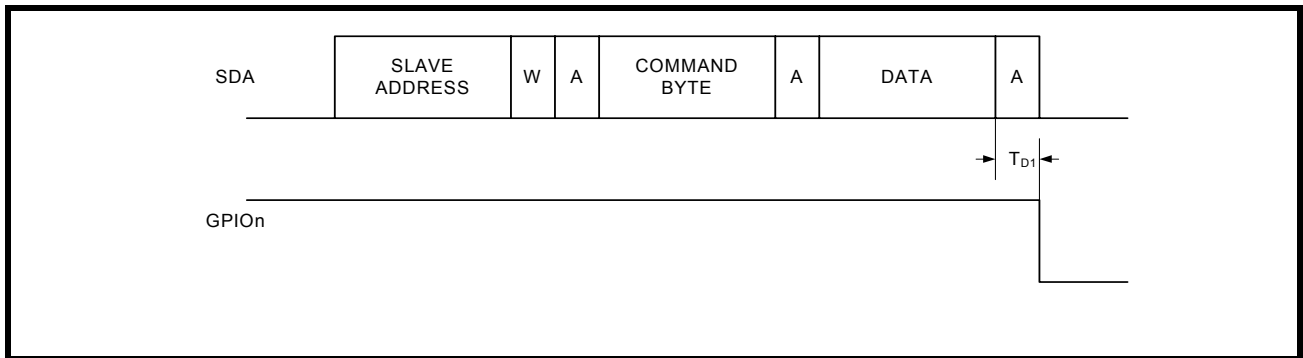 SDA
SLAVE
ADDRESS
W
A
COMMAND
BYTE
A
DATA
A
TD1
GPIOn